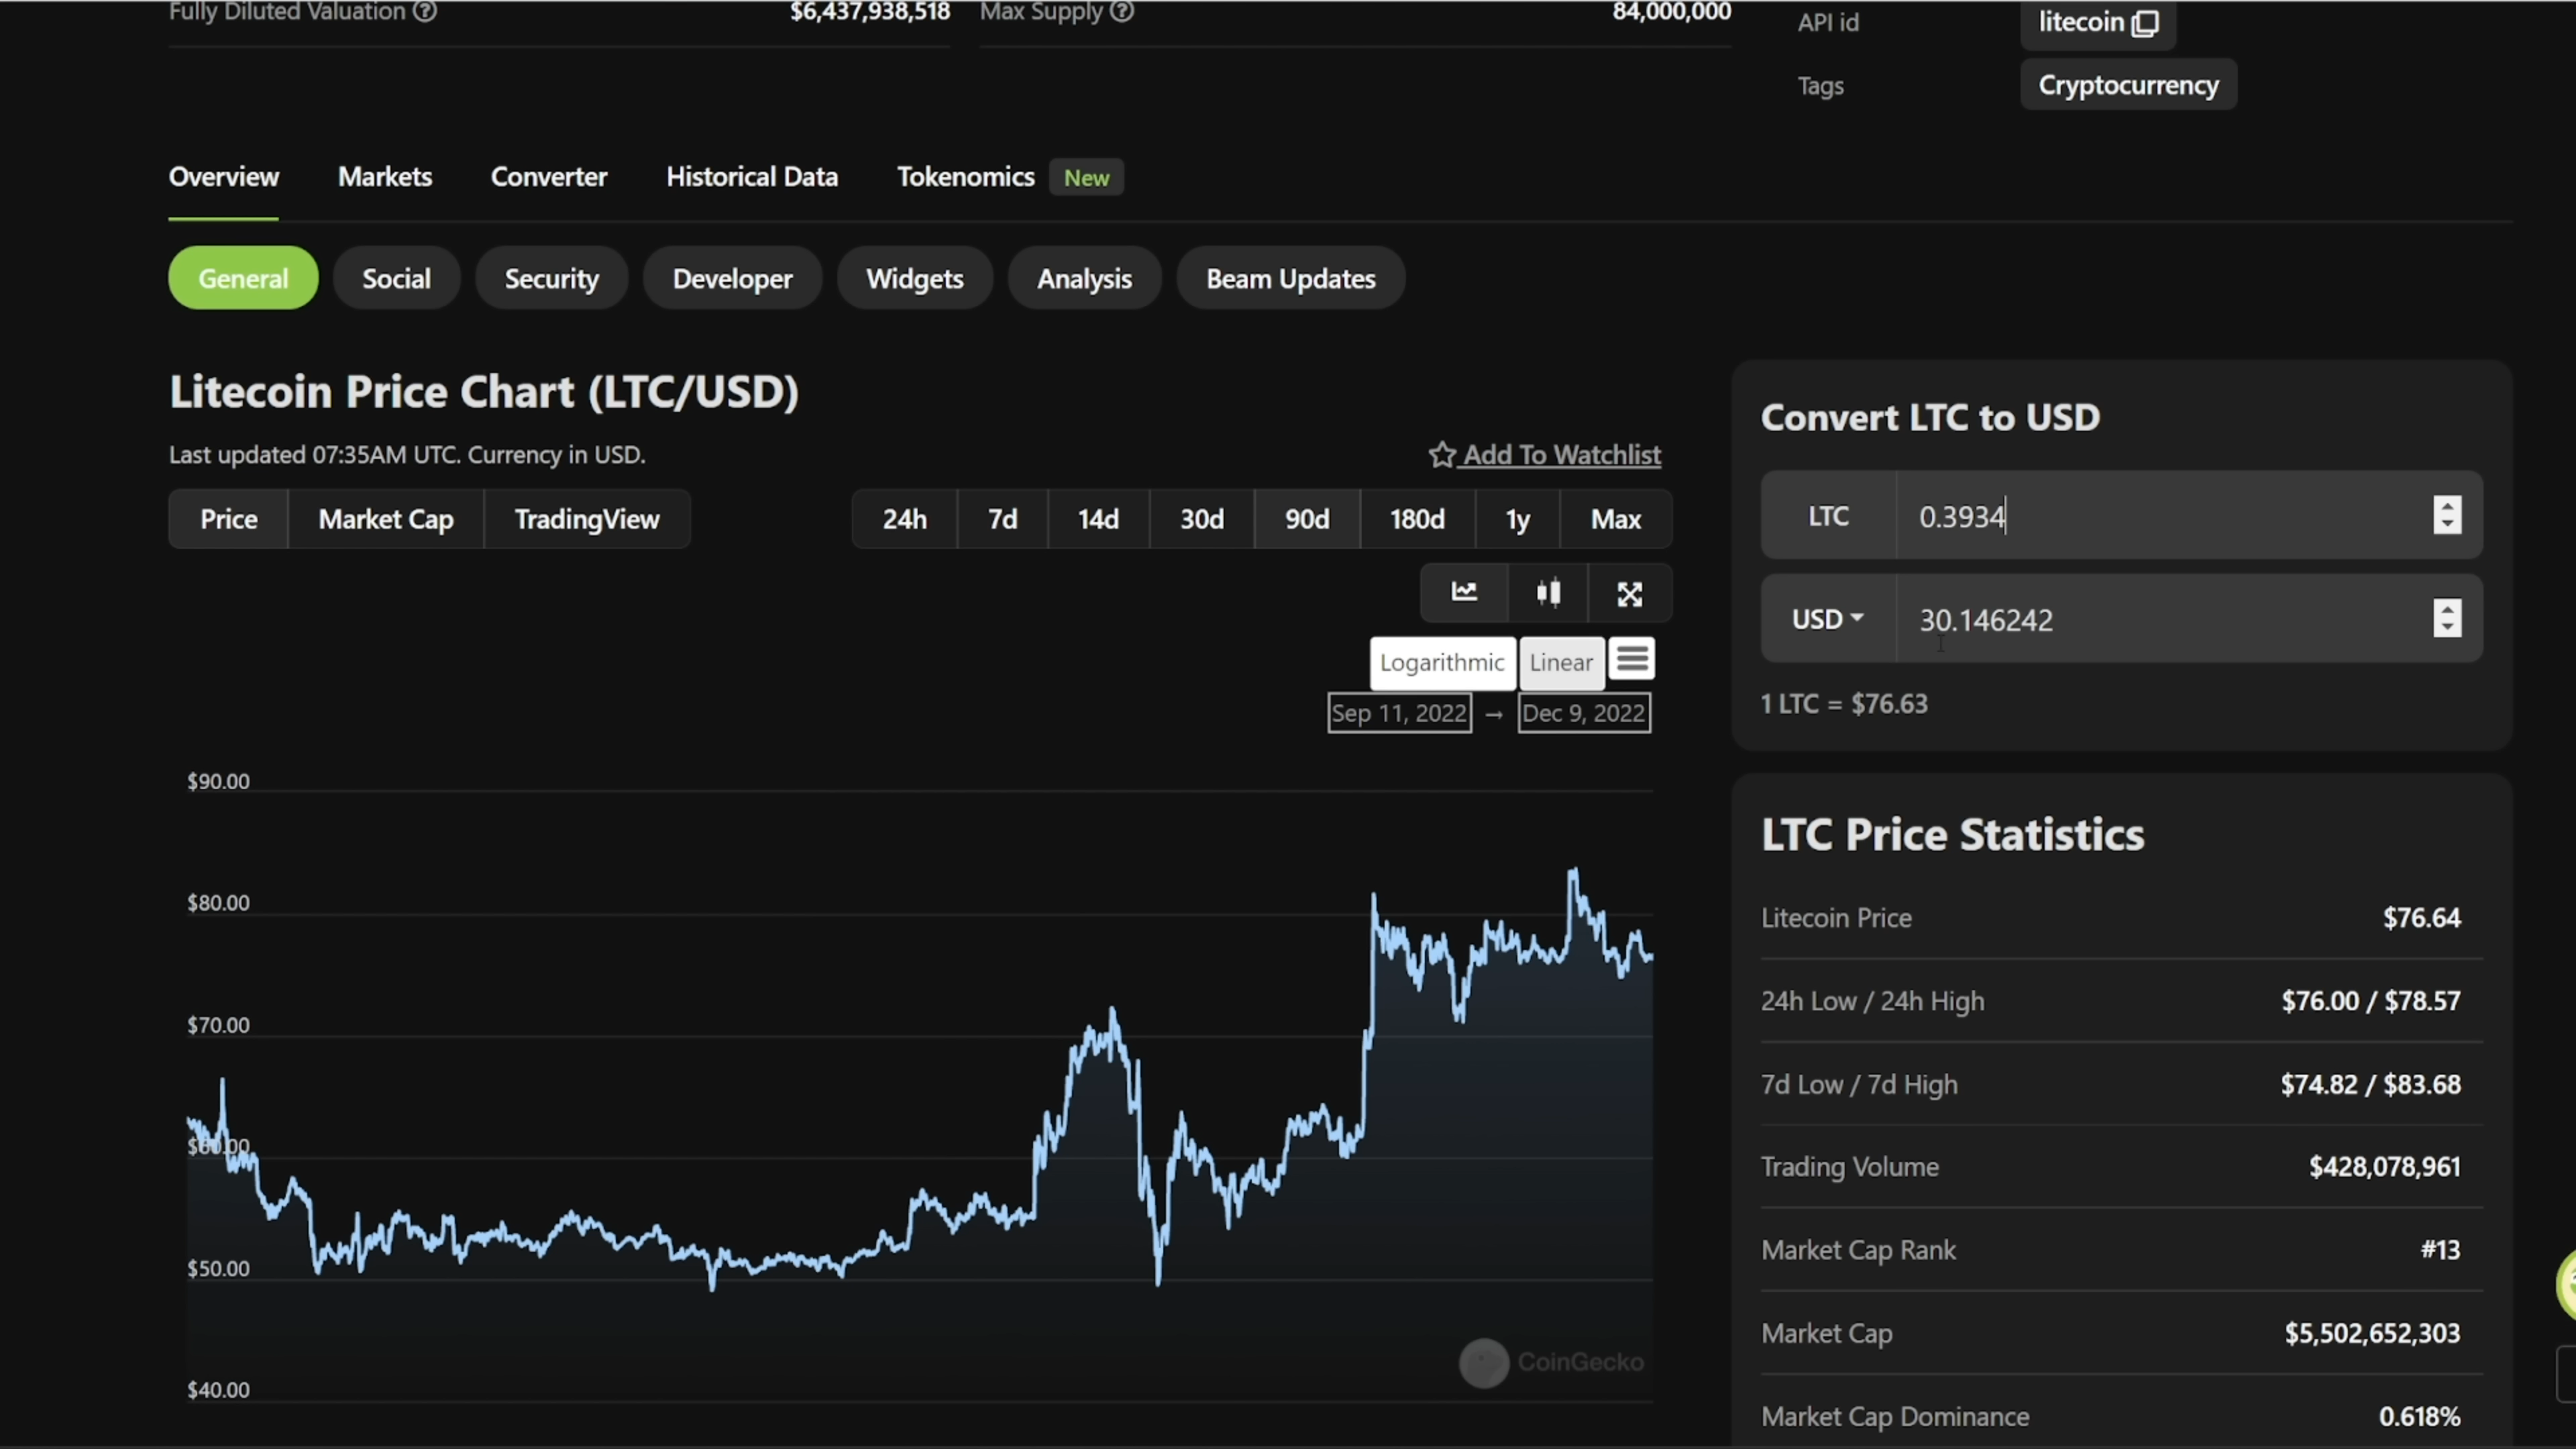 Fully Diluted Valuation $6,437,938,518 Max Supply 84,000,000
API id litecoin
Tags Cryptocurrency
Overview Markets Converter Historical Data Tokenomics New
General Social Security Developer Widgets Analysis Beam Updates
Litecoin Price Chart (LTC/USD)
Last updated 07:35AM UTC. Currency in USD.
Add To Watchlist
Price Market Cap TradingView
24h 7d 14d 30d 90d 180d 1y Max
Logarithmic Linear
Sep 11, 2022 → Dec 9, 2022
$90.00
$80.00
$70.00
$60.00
$50.00
$40.00
CoinGecko
Convert LTC to USD
LTC 0.3934
USD 30.146242
1 LTC = $76.63
LTC Price Statistics
Litecoin Price $76.64
24h Low / 24h High $76.00 / $78.57
7d Low / 7d High $74.82 / $83.68
Trading Volume $428,078,961
Market Cap Rank #13
Market Cap $5,502,652,303
Market Cap Dominance 0.618%